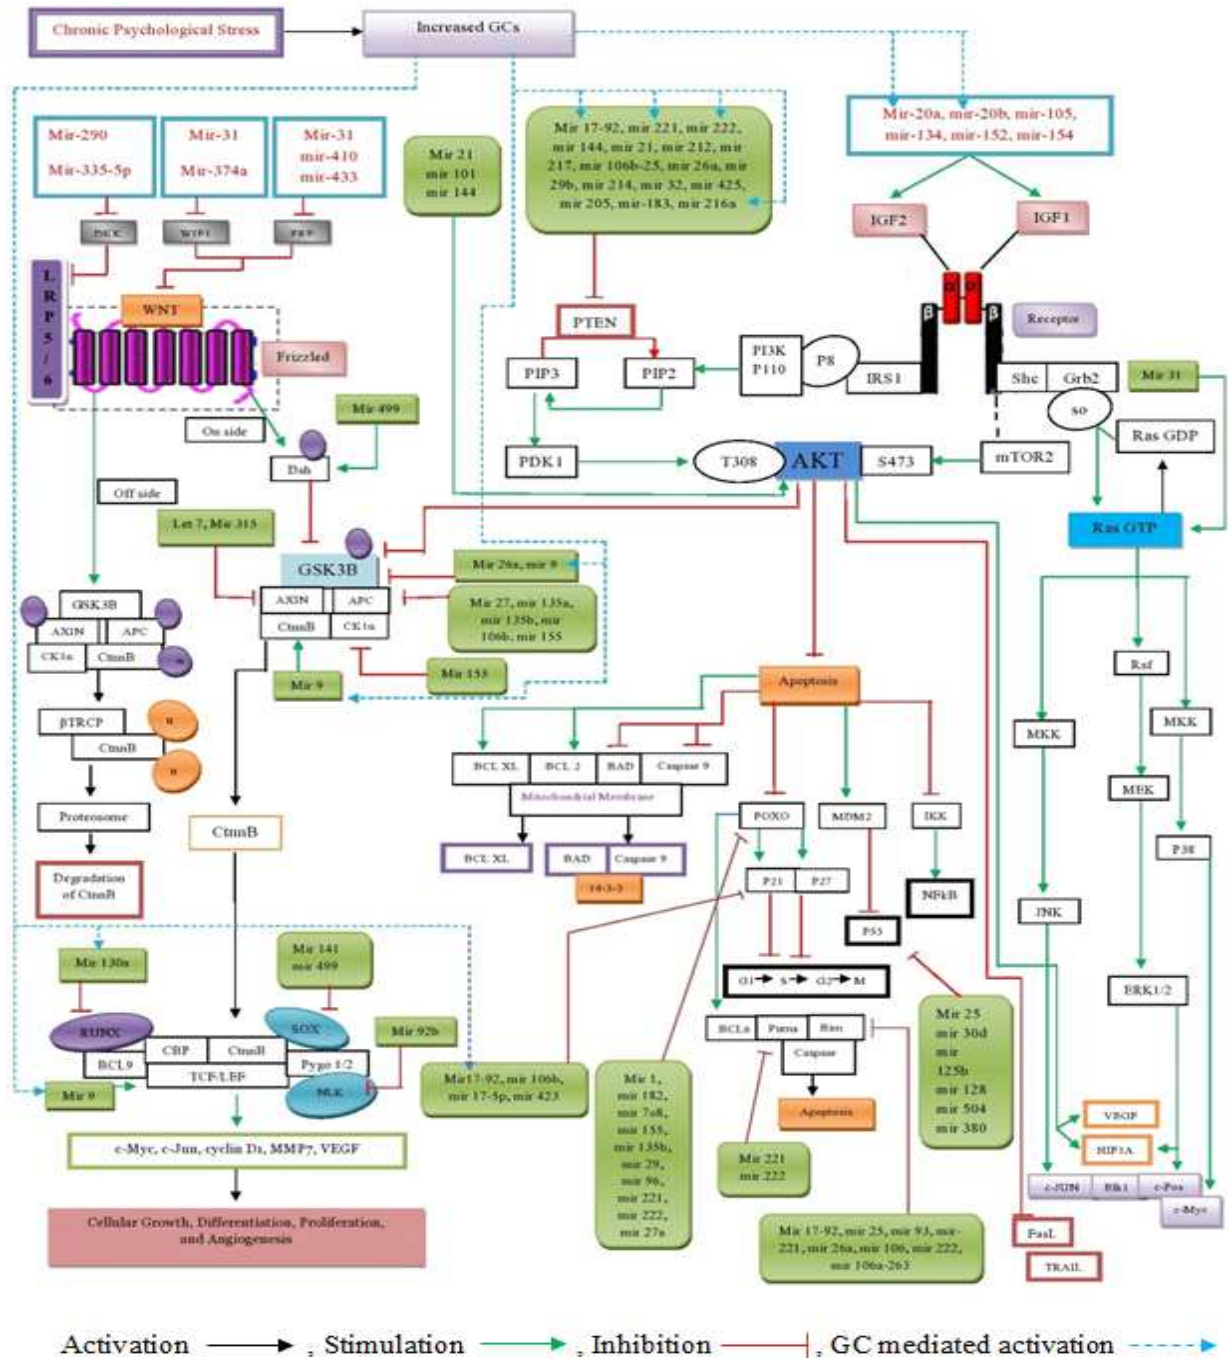 Chronic Psychological Stress
Increased GCs
Mir-290
Mir-335-5p
Mir-31
Mir-374a
Mir-31
mir-410
mir-433
Mir 21
mir 101
mir 144
Mir 17-92, mir 221, mir 222,
mir 144, mir 21, mir 212, mir
217, mir 106b-25, mir 26a, mir
29b, mir 214, mir 32, mir 425,
mir 205, mir-183, mir 216a
Mir-20a, mir-20b, mir-105,
mir-134, mir-152, mir-154
IGF2
IGF1
DKK
WIF1
LRP5/6
WNT
Frizzled
PTEN
PIP3
PIP2
PI3K
P110
P8
IRS1
β
β
Receptor
Shc
Grb2
so
Mir 31
Ras GDP
mTOR2
Mir 499
On side
Dsh
PDK1
T308
AKT
S473
Off side
Let 7, Mir 315
Ras GTP
GSK3B
AXIN
APC
CtnnB
CK1α
Mir 26a, mir 9
Mir 27, mir 135a,
mir 135b, mir
106b, mir 155
Mir 9
Mir 155
GSK3B
AXIN
APC
CK1α
CtnnB
βTRCP
CtnnB
Proteosome
Degradation
of CtnnB
CtnnB
Apoptosis
BCL XL
BCL 2
BAD
Caspase 9
Mitochondrial Membrane
BCL XL
BAD
Caspase 9
14-3-3
POXO
MDM2
IKK
P21
P27
P53
NFkB
G1
S
G2
M
Raf
MKK
MKK
MEK
P38
JNK
ERK1/2
Mir 130a
Mir 141
mir 499
RUNX
SOX
Mir 92b
CBP
CtnnB
BCL9
Pygo 1/2
TCF/LEF
NLK
Mir 9
Mir17-92, mir 106b,
mir 17-5p, mir 423
Mir 1,
mir 182,
mir 708,
mir 155,
mir 135b,
mir 29,
mir 96,
mir 221,
mir 222,
mir 27a
BCL6
Puma
Bim
Caspase
Apoptosis
Mir 25
mir 30d
mir
125b
mir 128
mir 504
mir 380
Mir 221
mir 222
Mir 17-92, mir 25, mir 93, mir-
221, mir 26a, mir 106, mir 222,
mir 106a-263
VEGF
HIF1A
c-JUN
Elk1
c-Fos
c-Myc
FasL
TRAIL
c-Myc, c-Jun, cyclin D1, MMP7, VEGF
Cellular Growth, Differentiation, Proliferation,
and Angiogenesis
Activation , Stimulation , Inhibition , GC mediated activation